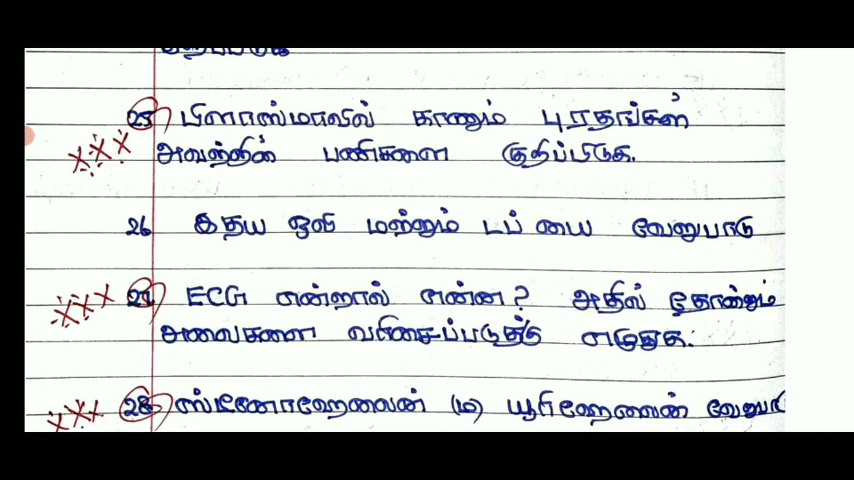 25) பிளாஸ்மாவில் காணும் புரதங்கள்
அவற்றின் பணிகளை குறிப்பிடுக.
26 இதய ஒலி மற்றும் டப் யை வேறுபாடு
27) ECG என்றால் என்ன? அதில் தோன்றும்
அலைகளை வரிசைப்படுத்தி எழுதுக.
28) ஸ்டீனோஹேலைன் (ம) யூரிஹேலைன்